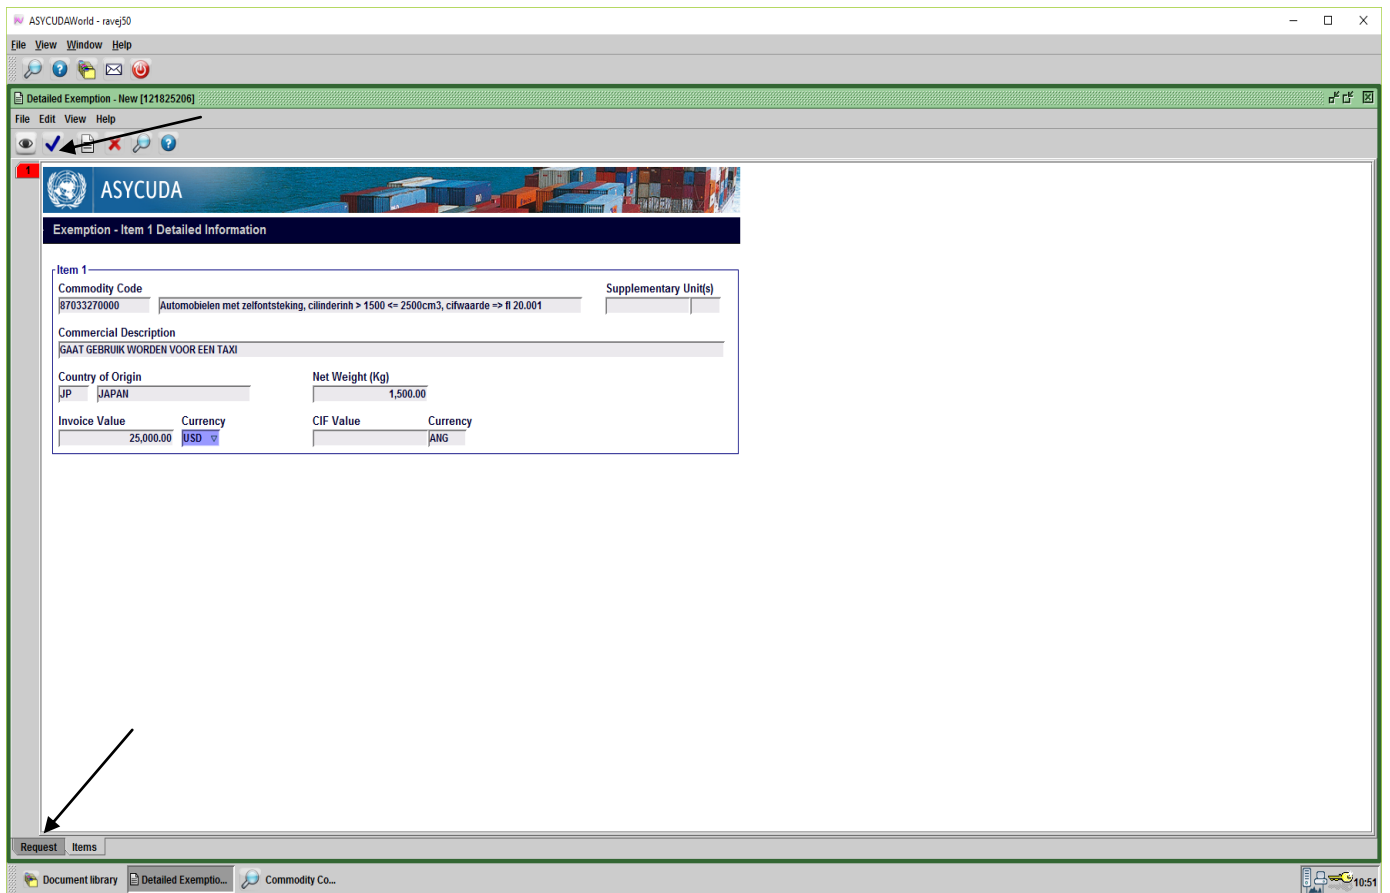 ASYCUDAWorld - ravej50
File View Window Help
Detailed Exemption - New [121825206]
File Edit View Help
1
ASYCUDA
Exemption - Item 1 Detailed Information
Item 1
Commodity Code Supplementary Unit(s)
87033270000 Automobielen met zelfontsteking, cilinderinh > 1500 <= 2500cm3, cifwaarde => fl 20.001
Commercial Description
GAAT GEBRUIK WORDEN VOOR EEN TAXI
Country of Origin Net Weight (Kg)
JP JAPAN 1,500.00
Invoice Value Currency CIF Value Currency
25,000.00 USD ANG
Request Items
Document library Detailed Exemptio... Commodity Co... 10:51